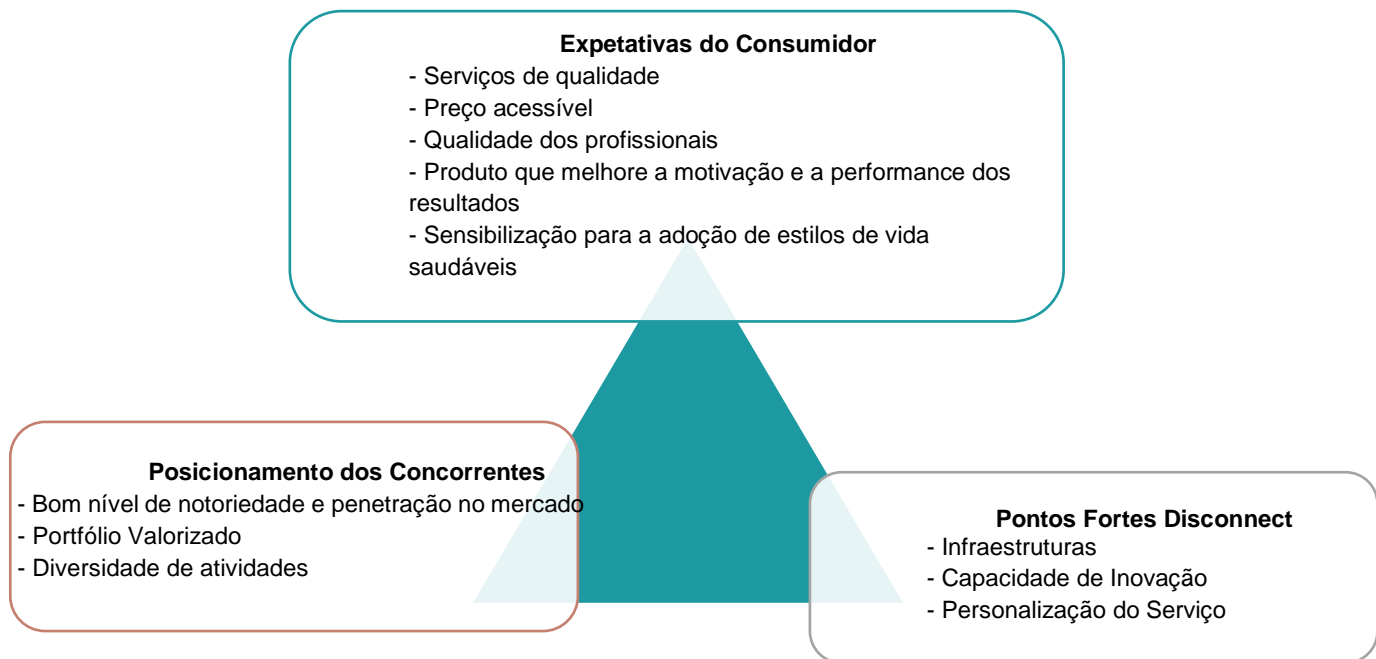 Expetativas do Consumidor
- Serviços de qualidade
- Preço acessível
- Qualidade dos profissionais
- Produto que melhore a motivação e a performance dos
resultados
- Sensibilização para a adoção de estilos de vida
saudáveis
Posicionamento dos Concorrentes
- Bom nível de notoriedade e penetração no mercado
- Portfólio Valorizado
- Diversidade de atividades
Pontos Fortes Disconnect
- Infraestruturas
- Capacidade de Inovação
- Personalização do Serviço